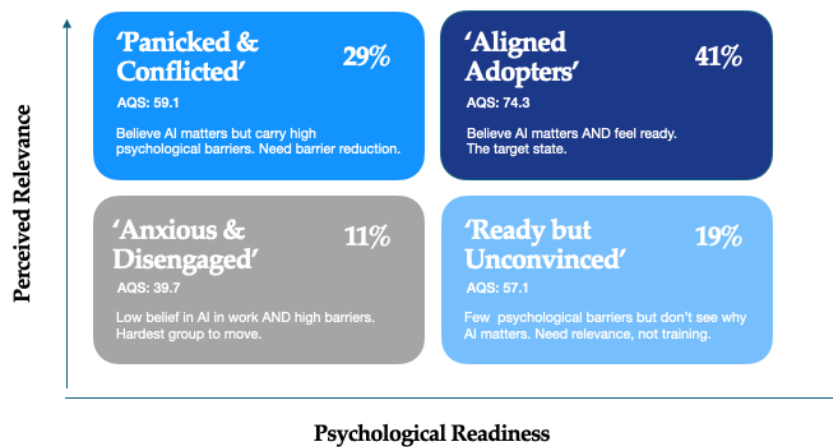 ‘Panicked &
Conflicted’
29%
AQS: 59.1
Believe AI matters but carry high
psychological barriers. Need barrier reduction.
‘Aligned
Adopters’
41%
AQS: 74.3
Believe AI matters AND feel ready.
The target state.
Perceived Relevance
‘Anxious &
Disengaged’
11%
AQS: 39.7
Low belief in AI in work AND high barriers.
Hardest group to move.
‘Ready but
Unconvinced’
19%
AQS: 57.1
Few psychological barriers but don’t see why
AI matters. Need relevance, not training.
Psychological Readiness